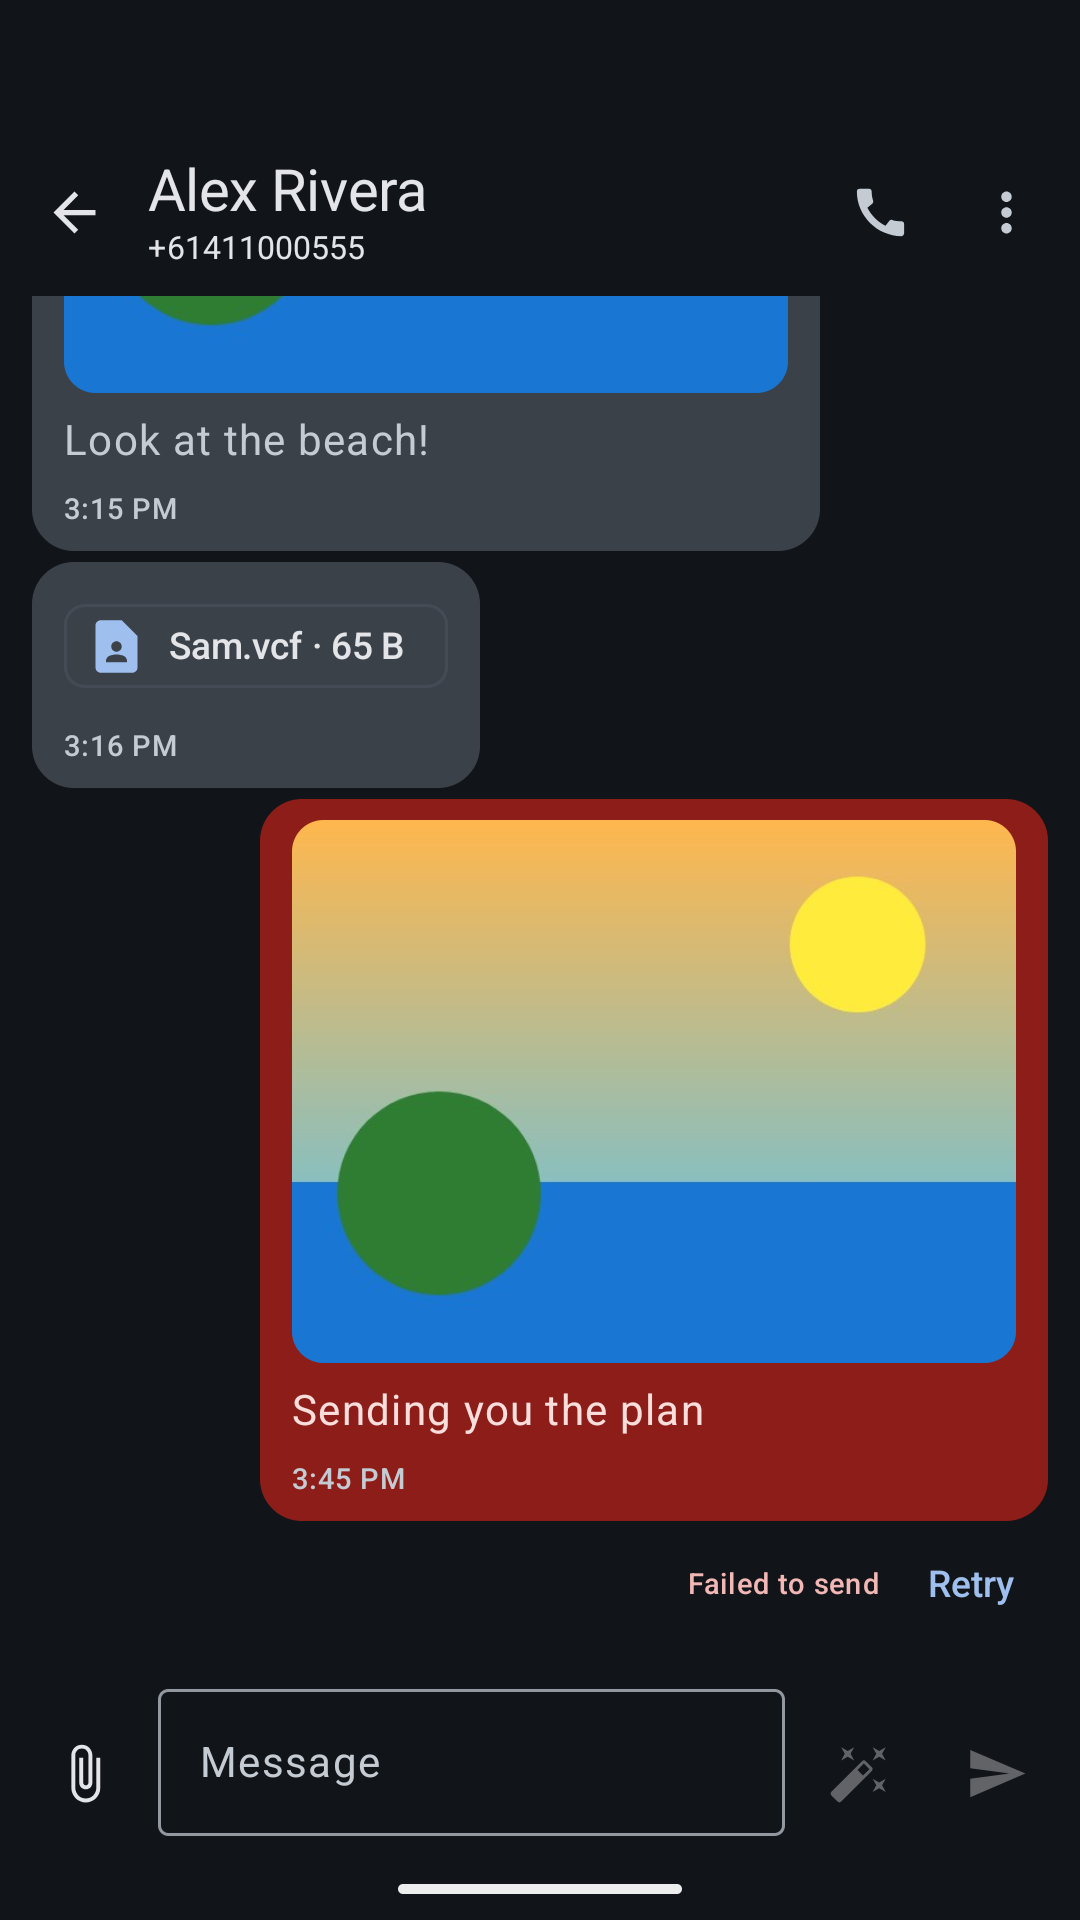 Alex Rivera
+61411000555
Look at the beach!
3:15 PM
Sam.vcf · 65 B
3:16 PM
Sending you the plan
3:45 PM
Failed to send Retry
Message